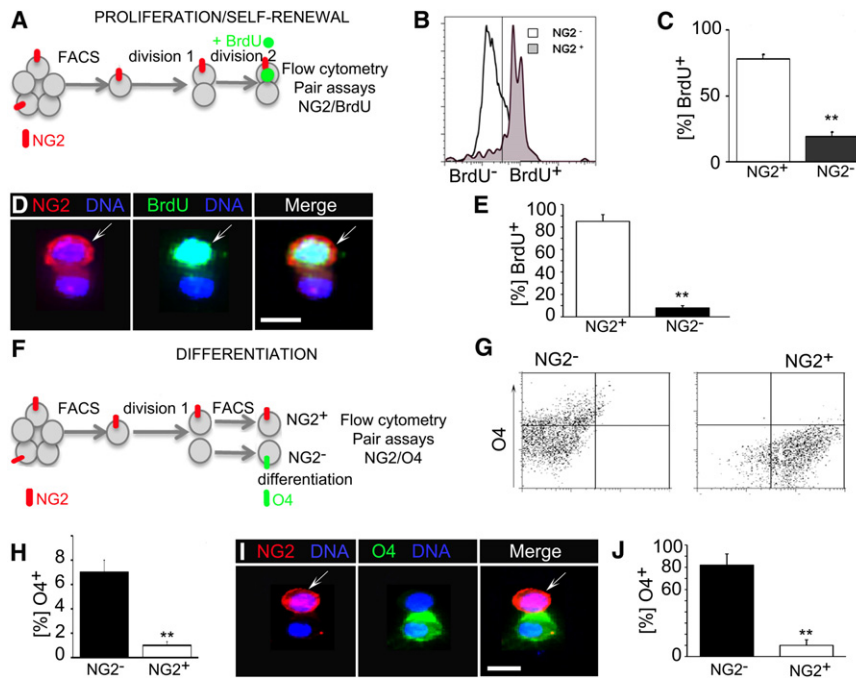 A
PROLIFERATION/SELF-RENEWAL
+ BrdU
FACS
division 1
division 2
Flow cytometry
Pair assays
NG2/BrdU
NG2
B
NG2 -
NG2 +
BrdU-
BrdU+
C
[%] BrdU+
100
50
0
**
NG2+
NG2-
D
NG2 DNA
BrdU DNA
Merge
E
[%] BrdU+
100
80
60
40
20
0
**
NG2+
NG2-
F
DIFFERENTIATION
FACS
division 1
FACS
NG2+
NG2-
differentiation
O4
Flow cytometry
Pair assays
NG2/O4
NG2
G
NG2-
NG2+
O4
H
[%] O4+
8
6
4
2
0
**
NG2-
NG2+
I
NG2 DNA
O4 DNA
Merge
J
[%] O4+
100
80
60
40
20
0
**
NG2-
NG2+